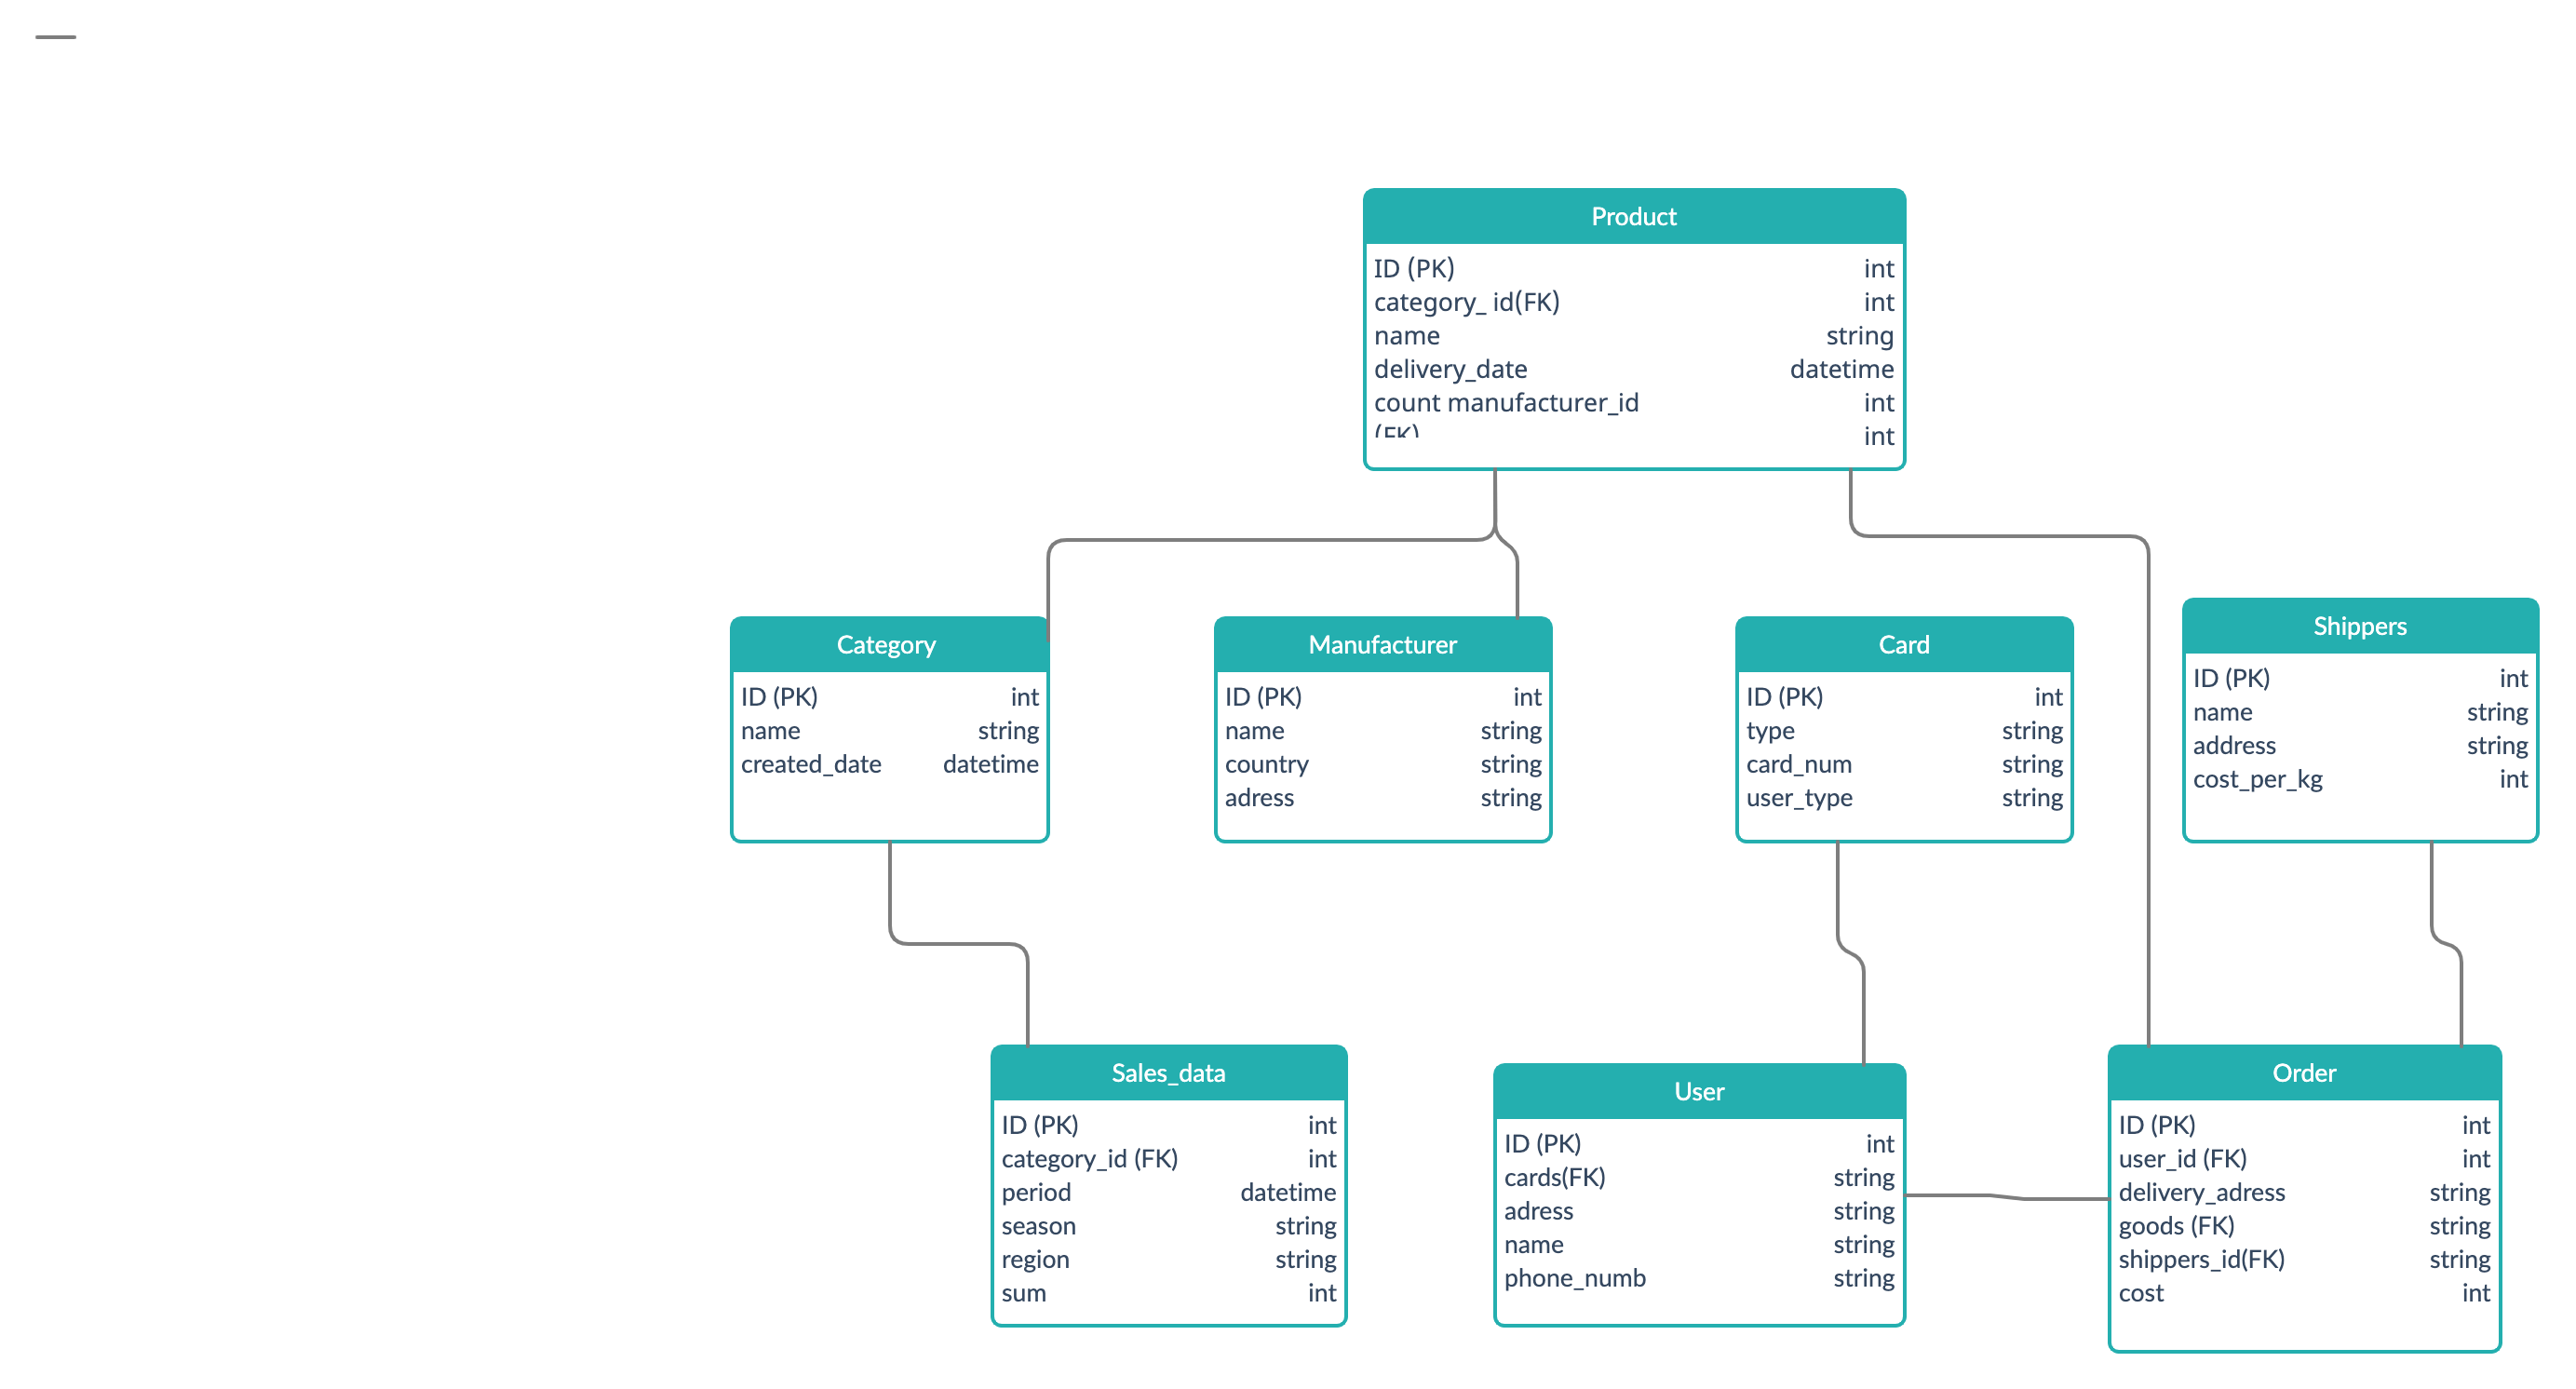 Product
ID (PK) int
category_ id(FK) int
name string
delivery_date datetime
count manufacturer_id int
(FK) int
Category
ID (PK) int
name string
created_date datetime
Manufacturer
ID (PK) int
name string
country string
adress string
Card
ID (PK) int
type string
card_num string
user_type string
Shippers
ID (PK) int
name string
address string
cost_per_kg int
Sales_data
ID (PK) int
category_id (FK) int
period datetime
season string
region string
sum int
User
ID (PK) int
cards(FK) string
adress string
name string
phone_numb string
Order
ID (PK) int
user_id (FK) int
delivery_adress string
goods (FK) string
shippers_id(FK) string
cost int